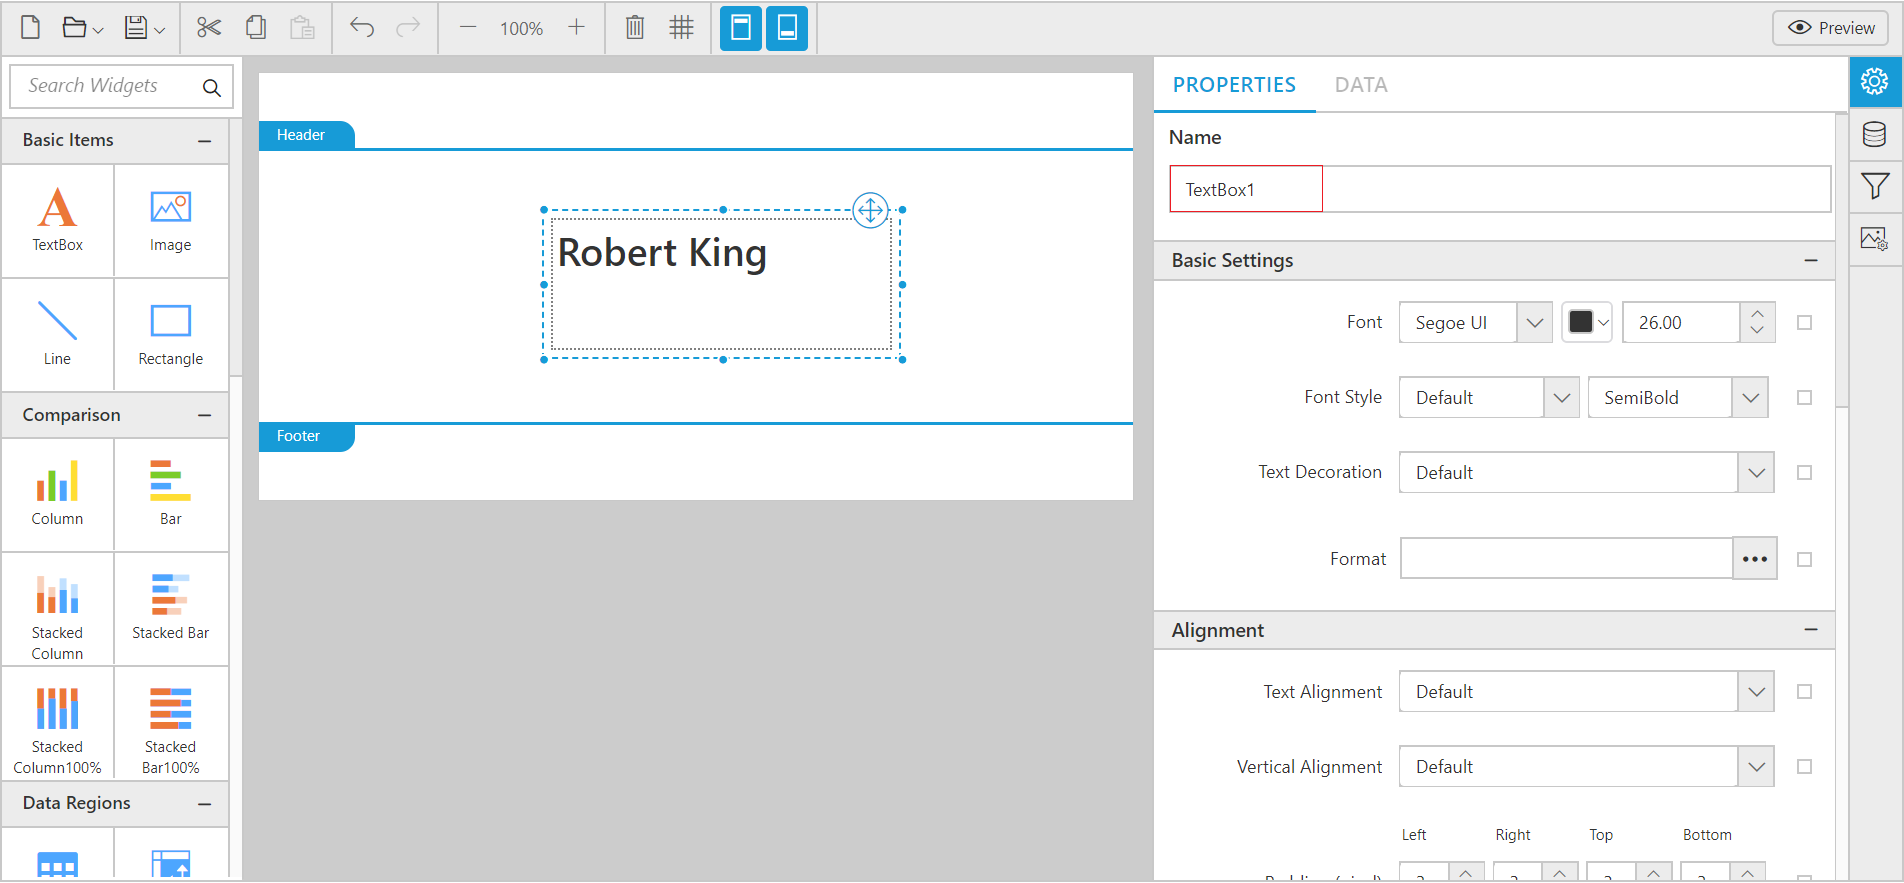 100%
Preview
Search Widgets
Basic Items
TextBox
Image
Line
Rectangle
Comparison
Column
Bar
Stacked
Column
Stacked Bar
Stacked
Column100%
Stacked
Bar100%
Data Regions
Header
Robert King
Footer
PROPERTIES DATA
Name
TextBox1
Basic Settings
Font Segoe UI 26.00
Font Style Default SemiBold
Text Decoration Default
Format
Alignment
Text Alignment Default
Vertical Alignment Default
Left Right Top Bottom